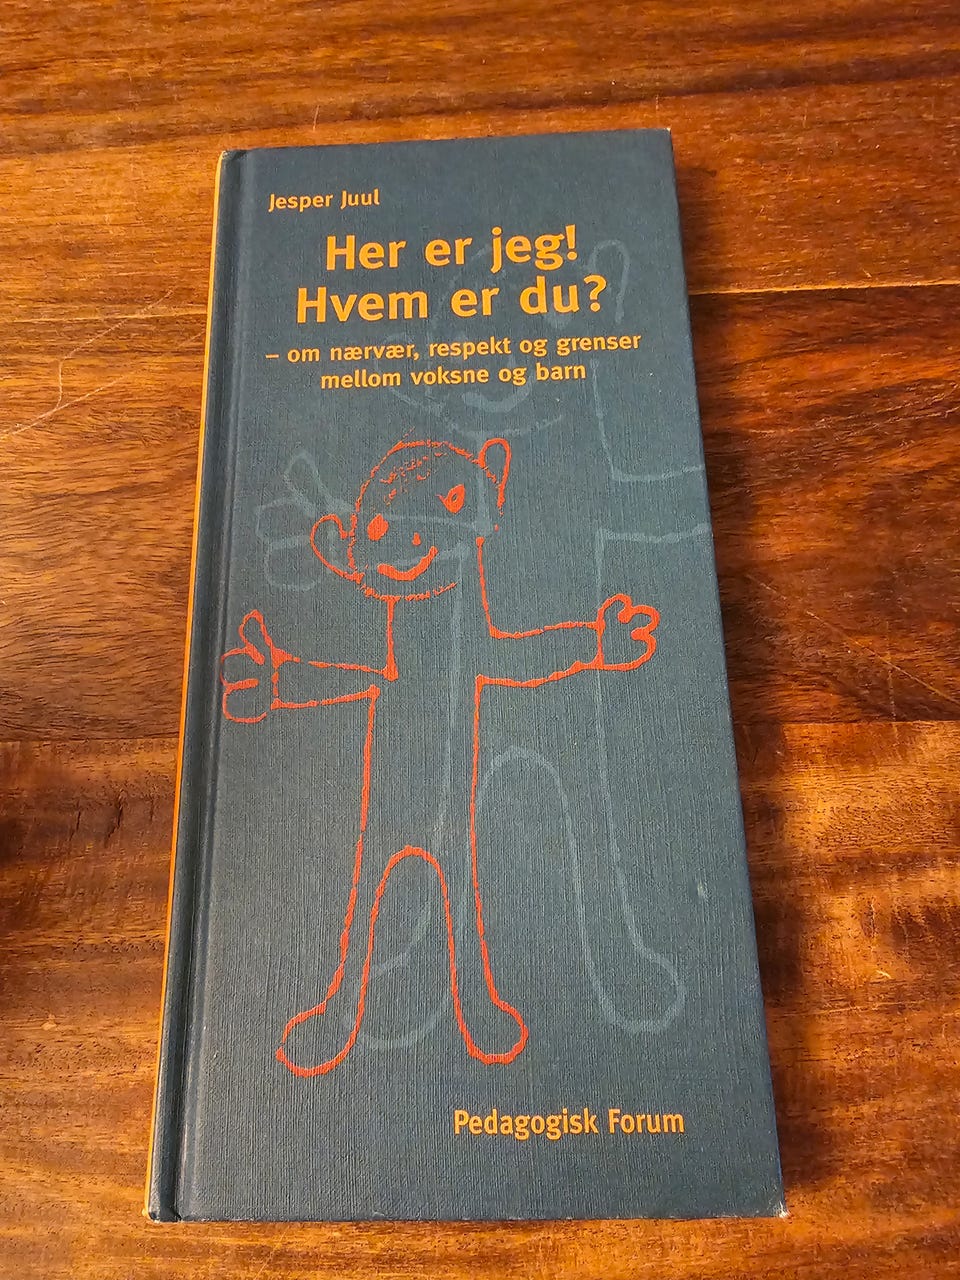 Jesper Juul
Her er jeg!
Hvem er du?
– om nærvær, respekt og grenser
mellom voksne og barn
Pedagogisk Forum